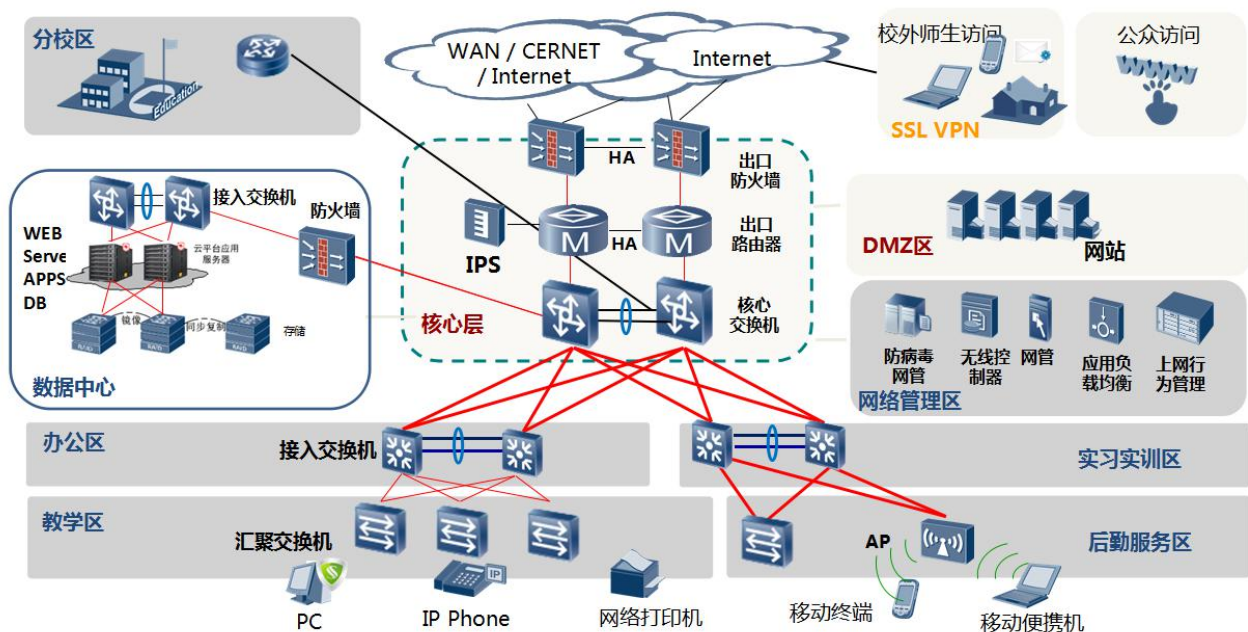 分校区
Education
WAN / CERNET
/ Internet
Internet
校外师生访问
SSL VPN
公众访问
WWW
HA
出口
防火墙
接入交换机
防火墙
WEB
Serve
APPS
DB
云平台应用
服务器
镜像
同步复制
存储
RAID
RAID
RAID
数据中心
IPS
M
HA
M
出口
路由器
核心层
核心
交换机
DMZ区
网站
防病毒
网管
无线控
制器
网管
应用负
载均衡
上网行
为管理
网络管理区
办公区
接入交换机
实习实训区
教学区
汇聚交换机
AP
后勤服务区
PC
IP
IP Phone
网络打印机
移动终端
移动便携机